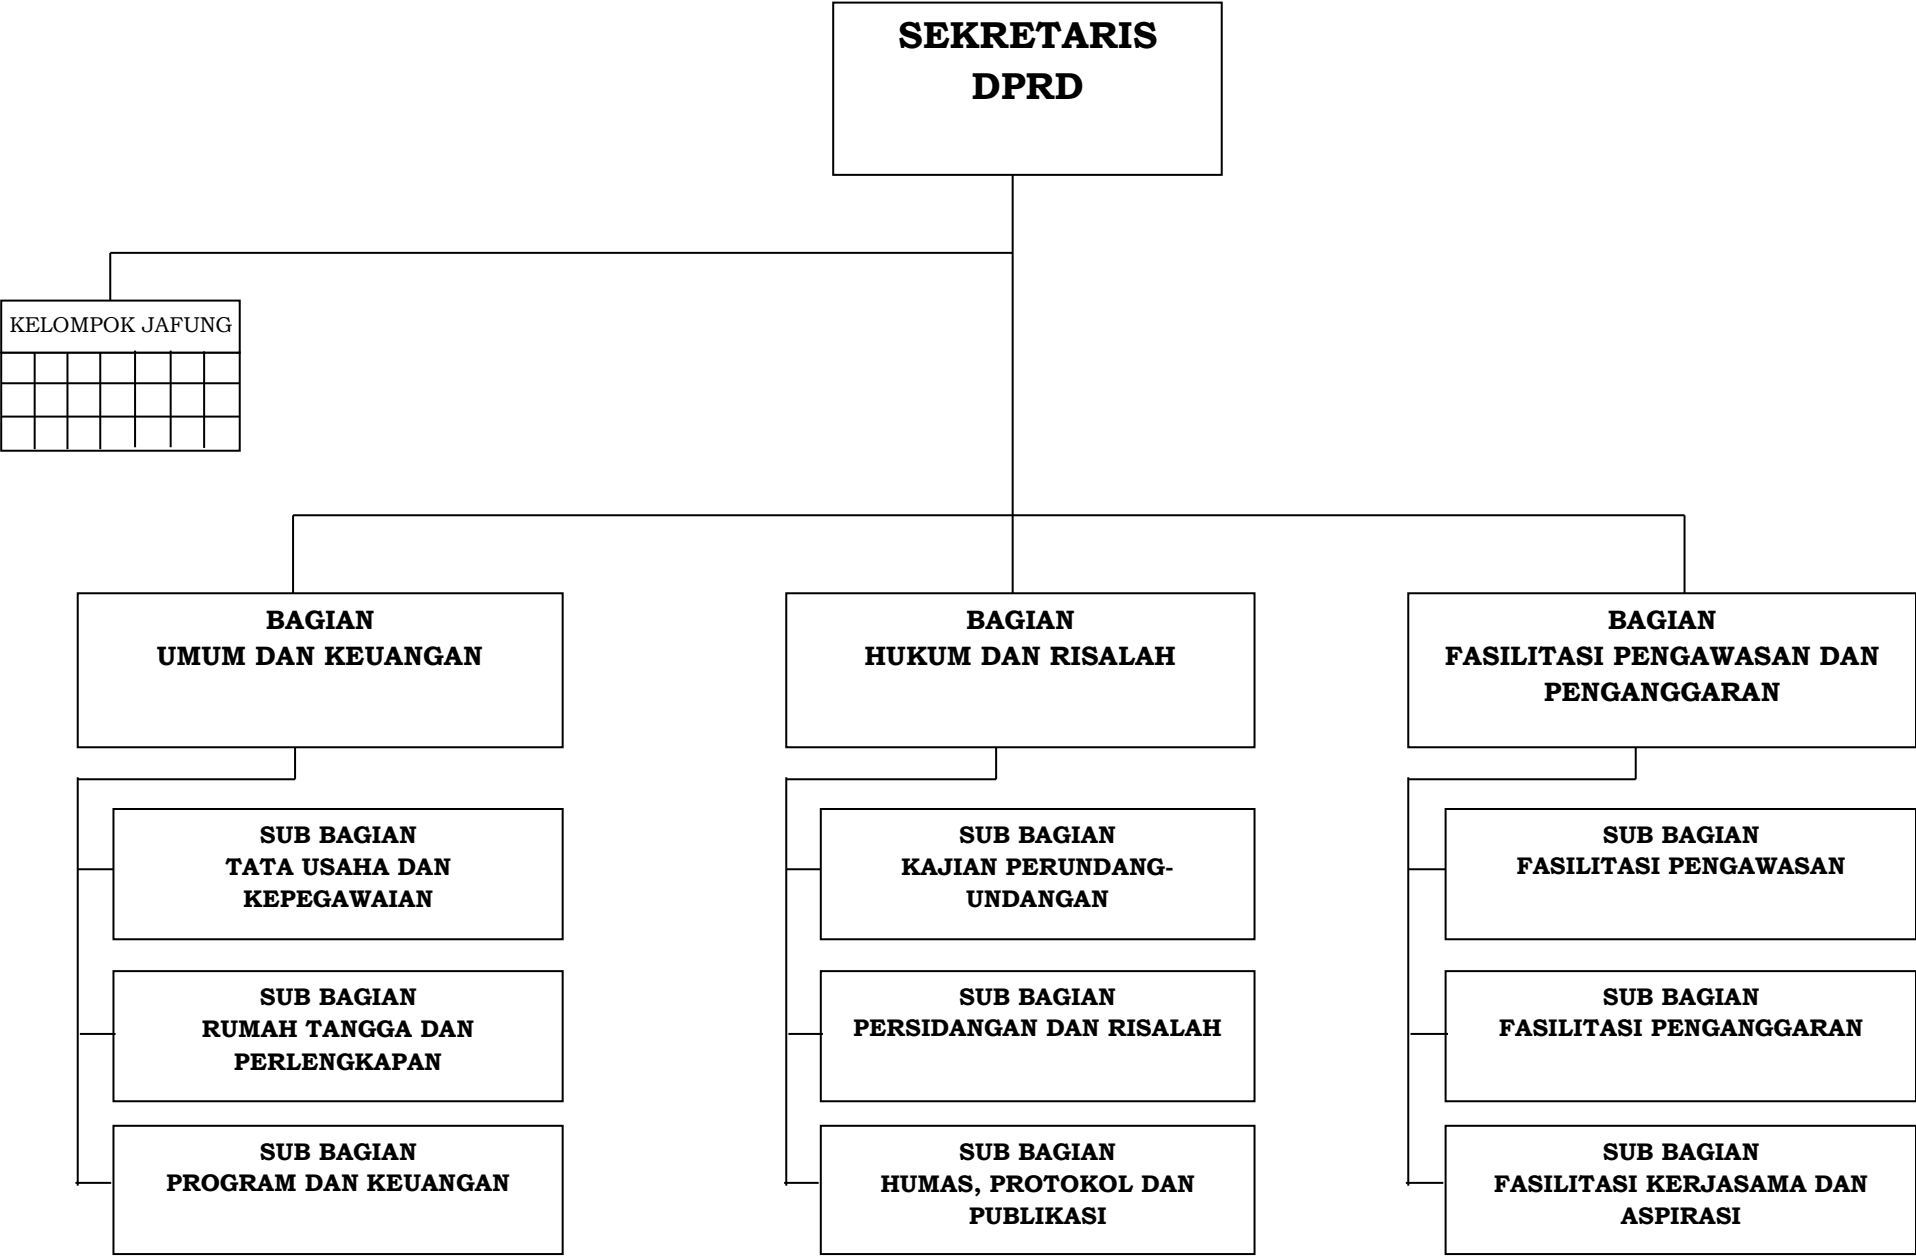 SEKRETARIS
DPRD
KELOMPOK JAFUNG
BAGIAN
UMUM DAN KEUANGAN
BAGIAN
HUKUM DAN RISALAH
BAGIAN
FASILITASI PENGAWASAN DAN
PENGANGGARAN
SUB BAGIAN
TATA USAHA DAN
KEPEGAWAIAN
SUB BAGIAN
KAJIAN PERUNDANG-
UNDANGAN
SUB BAGIAN
FASILITASI PENGAWASAN
SUB BAGIAN
RUMAH TANGGA DAN
PERLENGKAPAN
SUB BAGIAN
PERSIDANGAN DAN RISALAH
SUB BAGIAN
FASILITASI PENGANGGARAN
SUB BAGIAN
PROGRAM DAN KEUANGAN
SUB BAGIAN
HUMAS, PROTOKOL DAN
PUBLIKASI
SUB BAGIAN
FASILITASI KERJASAMA DAN
ASPIRASI